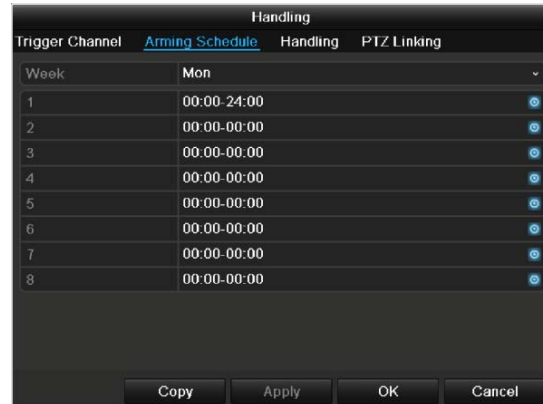 Handling
Trigger Channel Arming Schedule Handling PTZ Linking
Week Mon
1 00:00-24:00
2 00:00-00:00
3 00:00-00:00
4 00:00-00:00
5 00:00-00:00
6 00:00-00:00
7 00:00-00:00
8 00:00-00:00
Copy Apply OK Cancel